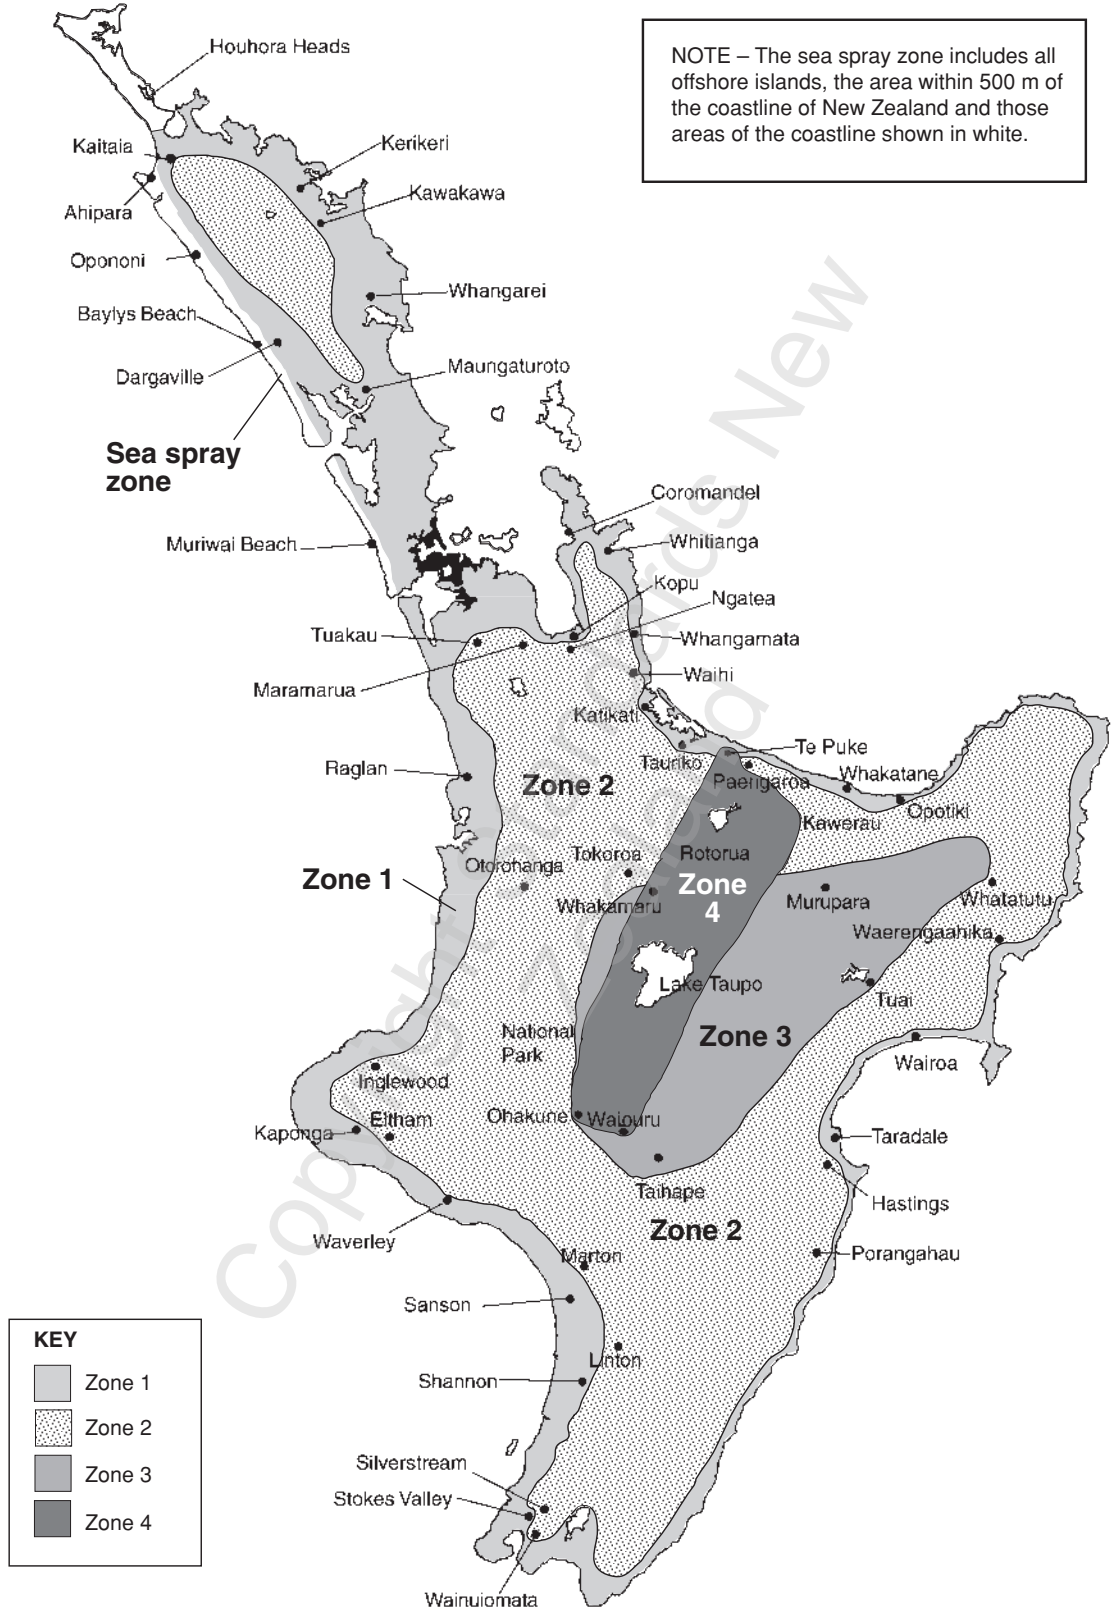 NOTE – The sea spray zone includes all
offshore islands, the area within 500 m of
the coastline of New Zealand and those
areas of the coastline shown in white.
Houhora Heads
Kaitaia
Kerikeri
Kawakawa
Ahipara
Opononi
Whangarei
Baylys Beach
Dargaville
Maungaturoto
Sea spray
zone
Coromandel
Muriwai Beach
Whitianga
Kopu
Ngatea
Tuakau
Whangamata
Maramarua
Waihi
Katikati
Te Puke
Tauriko
Raglan
Zone 2
Paengaroa
Whakatane
Opotiki
Kawerau
Otorohanga
Tokoroa
Rotorua
Zone 1
Zone
4
Whakamaru
Murupara
Whatatutu
Waerengaahika
Lake Taupo
Tuai
National
Park
Zone 3
Wairoa
Inglewood
Ohakune
Waiouru
Eltham
Kaponga
Taradale
Taihape
Hastings
Zone 2
Waverley
Marton
Porangahau
Sanson
Linton
Shannon
Silverstream
Stokes Valley
Wainuiomata
KEY
Zone 1
Zone 2
Zone 3
Zone 4
Copyright Standards New
Zealand